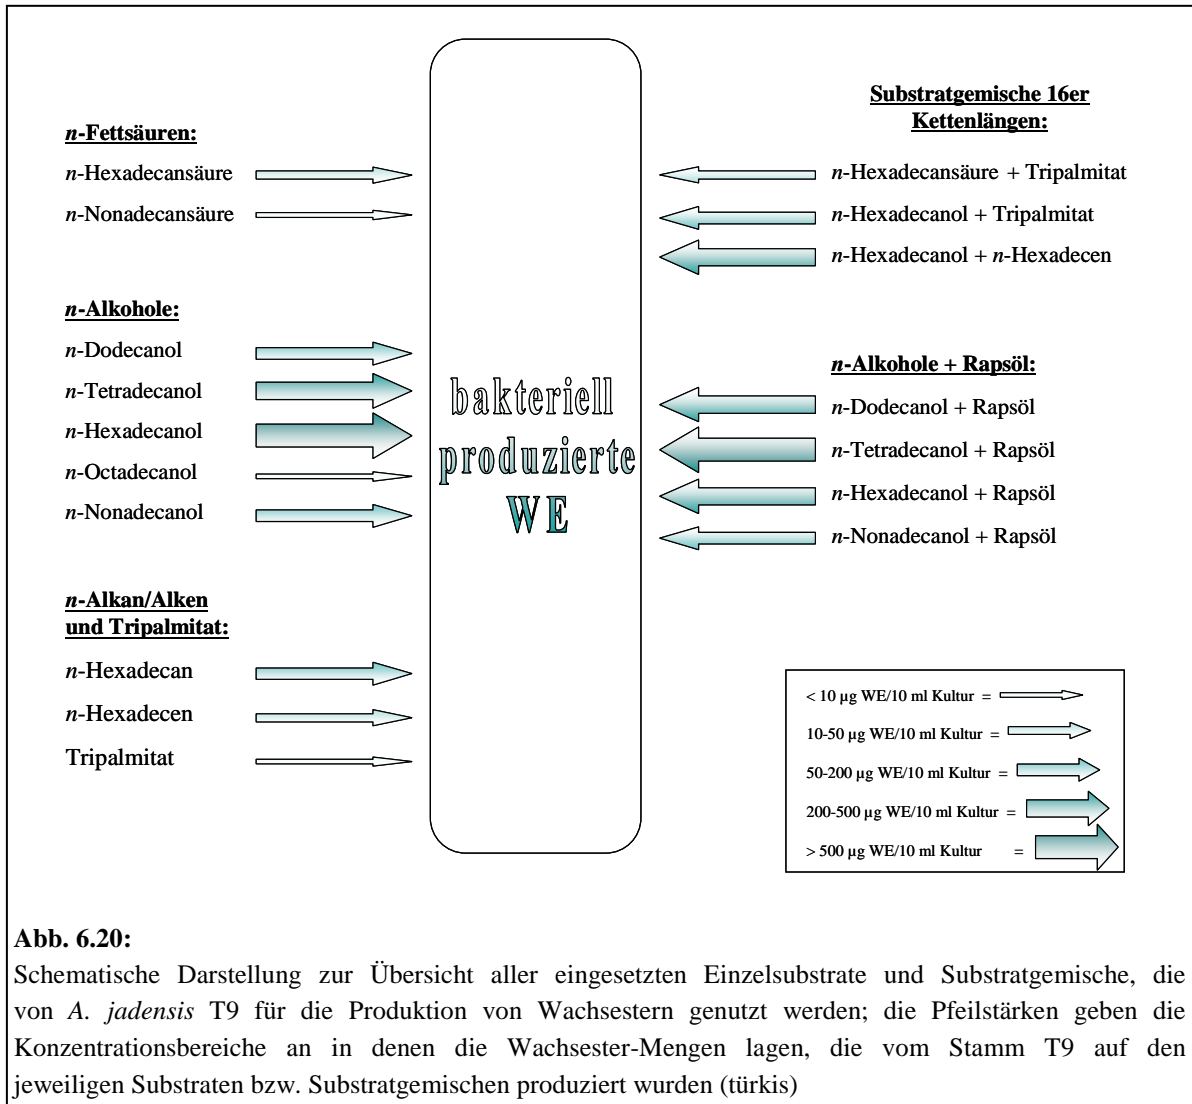 n-Fettsäuren:
n-Hexadecansäure
n-Nonadecansäure
n-Alkohole:
n-Dodecanol
n-Tetradecanol
n-Hexadecanol
n-Octadecanol
n-Nonadecanol
n-Alkan/Alken
und Tripalmitat:
n-Hexadecan
n-Hexadecen
Tripalmitat
bakteriell
produzierte
WE
Substratgemische 16er
Kettenlängen:
n-Hexadecansäure + Tripalmitat
n-Hexadecanol + Tripalmitat
n-Hexadecanol + n-Hexadecen
n-Alkohole + Rapsöl:
n-Dodecanol + Rapsöl
n-Tetradecanol + Rapsöl
n-Hexadecanol + Rapsöl
n-Nonadecanol + Rapsöl
< 10 µg WE/10 ml Kultur =
10-50 µg WE/10 ml Kultur =
50-200 µg WE/10 ml Kultur =
200-500 µg WE/10 ml Kultur =
> 500 µg WE/10 ml Kultur =
Abb. 6.20:
Schematische Darstellung zur Übersicht aller eingesetzten Einzelsubstrate und Substratgemische, die
von A. jadensis T9 für die Produktion von Wachsestern genutzt werden; die Pfeilstärken geben die
Konzentrationsbereiche an in denen die Wachsester-Mengen lagen, die vom Stamm T9 auf den
jeweiligen Substraten bzw. Substratgemischen produziert wurden (türkis)